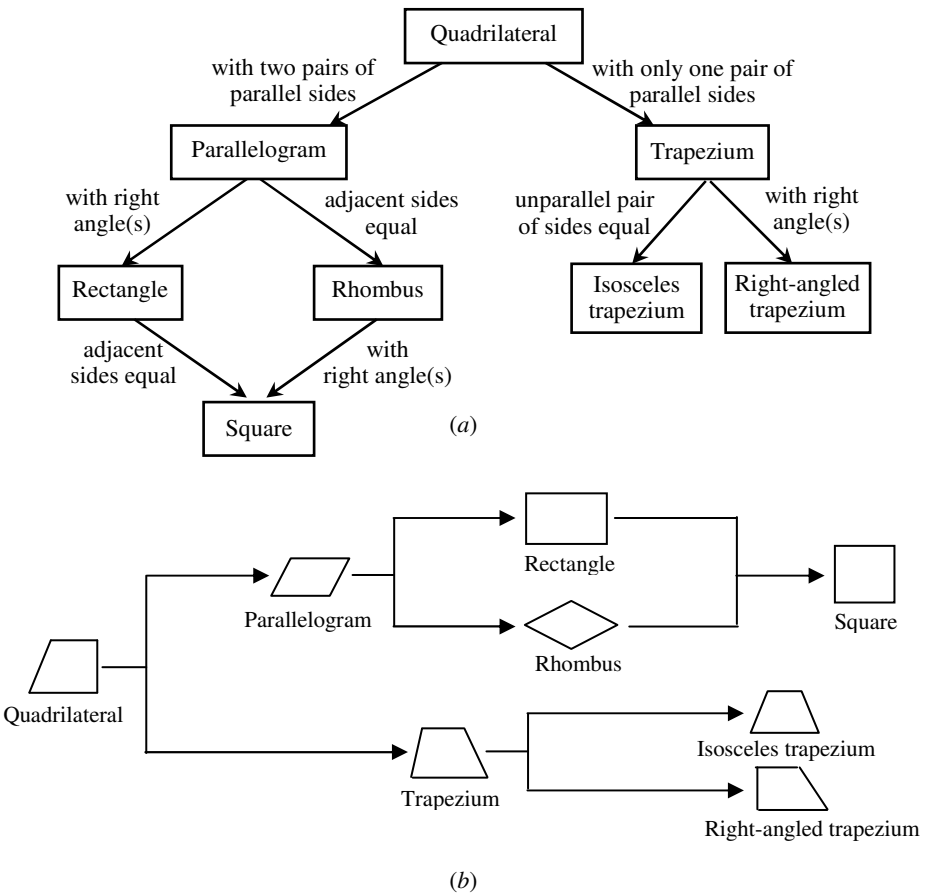 Quadrilateral
with two pairs of
parallel sides
with only one pair of
parallel sides
Parallelogram
Trapezium
with right
angle(s)
adjacent sides
equal
unparallel pair
of sides equal
with right
angle(s)
Rectangle
Rhombus
Isosceles
trapezium
Right-angled
trapezium
adjacent
sides equal
with
right angle(s)
Square
(a)
Rectangle
Parallelogram
Square
Rhombus
Quadrilateral
Isosceles trapezium
Trapezium
Right-angled trapezium
(b)